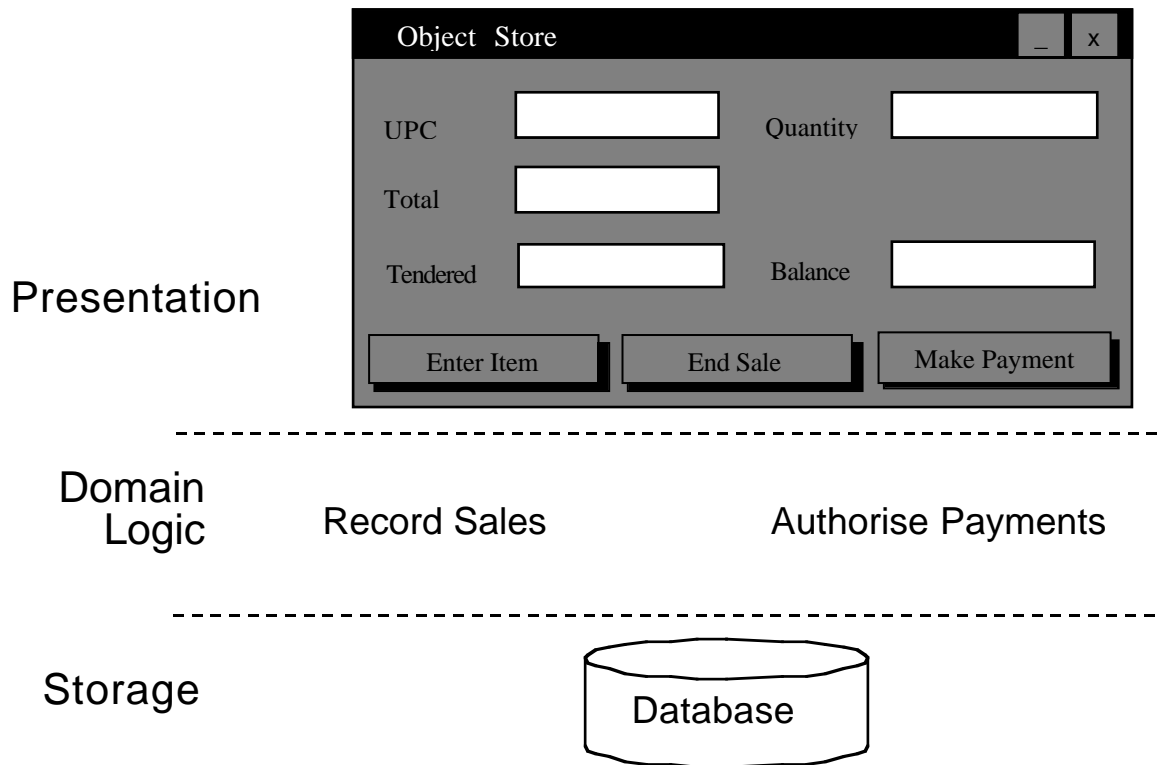 Object Store
_ x
UPC Quantity
Total
Tendered Balance
Presentation
Enter Item End Sale Make Payment
Domain
Logic
Record Sales Authorise Payments
Storage
Database